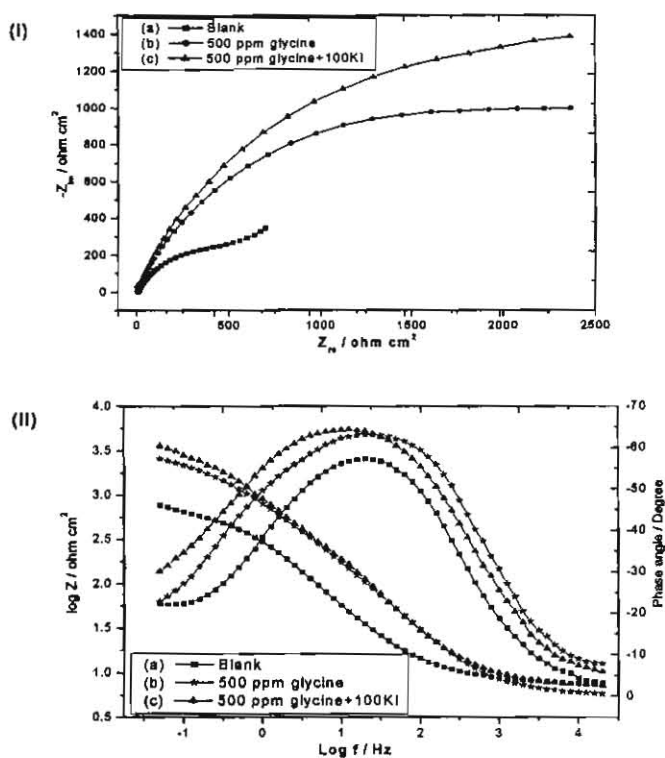 (I)
(a) Blank
(b) 500 ppm glycine
(c) 500 ppm glycine+100KI
1400
1200
1000
800
600
400
200
0
-Z_im / ohm cm²
0 500 1000 1500 2000 2500
Z_re / ohm cm²
(II)
4.0
3.5
3.0
2.5
2.0
1.5
1.0
0.5
log Z / ohm cm²
-70
-60
-50
-40
-30
-20
-10
0
Phase angle / Degree
(a) Blank
(b) 500 ppm glycine
(c) 500 ppm glycine+100KI
-1 0 1 2 3 4
Log f / Hz